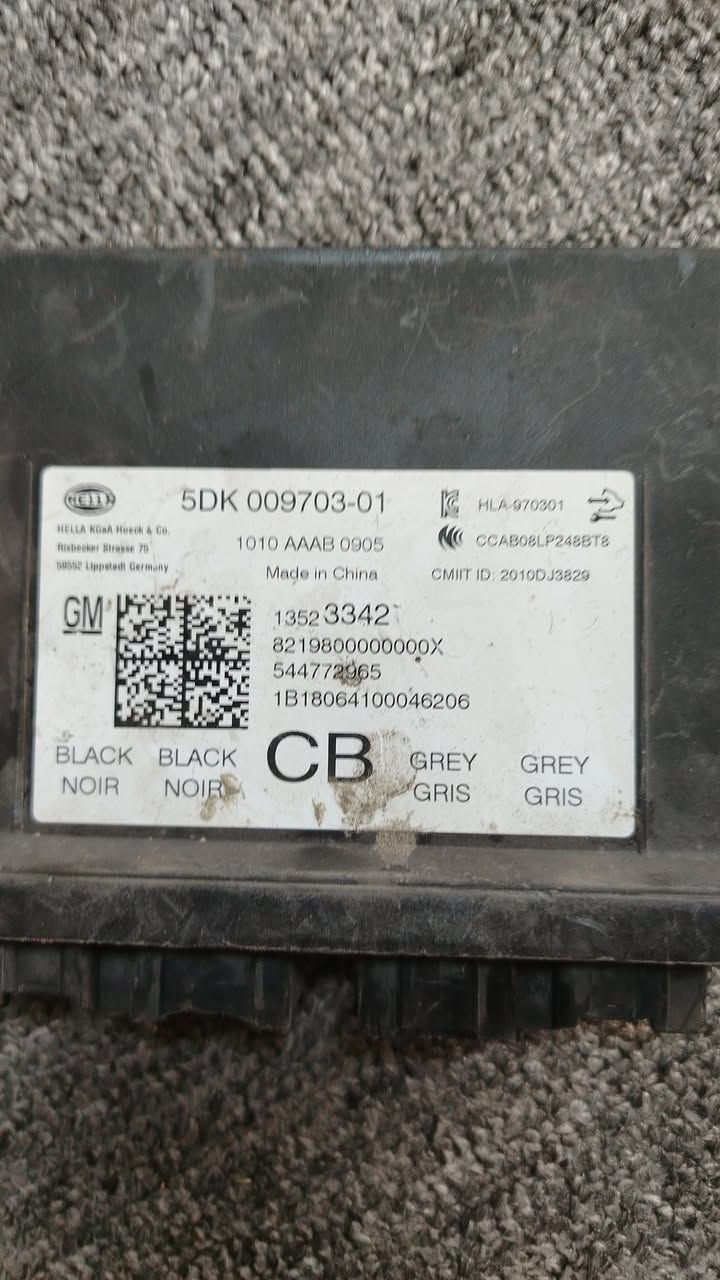 HELLA
5DK 009703-01
HLA-970301
HELLA KGaA Hueck & Co.
Rixbecker Strasse 75
59552 Lippstadt Germany
1010 AAAB 0905
CCAB08LP248BT8
Made in China
CMIIT ID: 2010DJ3829
GM
1352 3342
8219800000000X
544772965
1B18064100046206
BLACK BLACK CB GREY GREY
NOIR NOIR GRIS GRIS